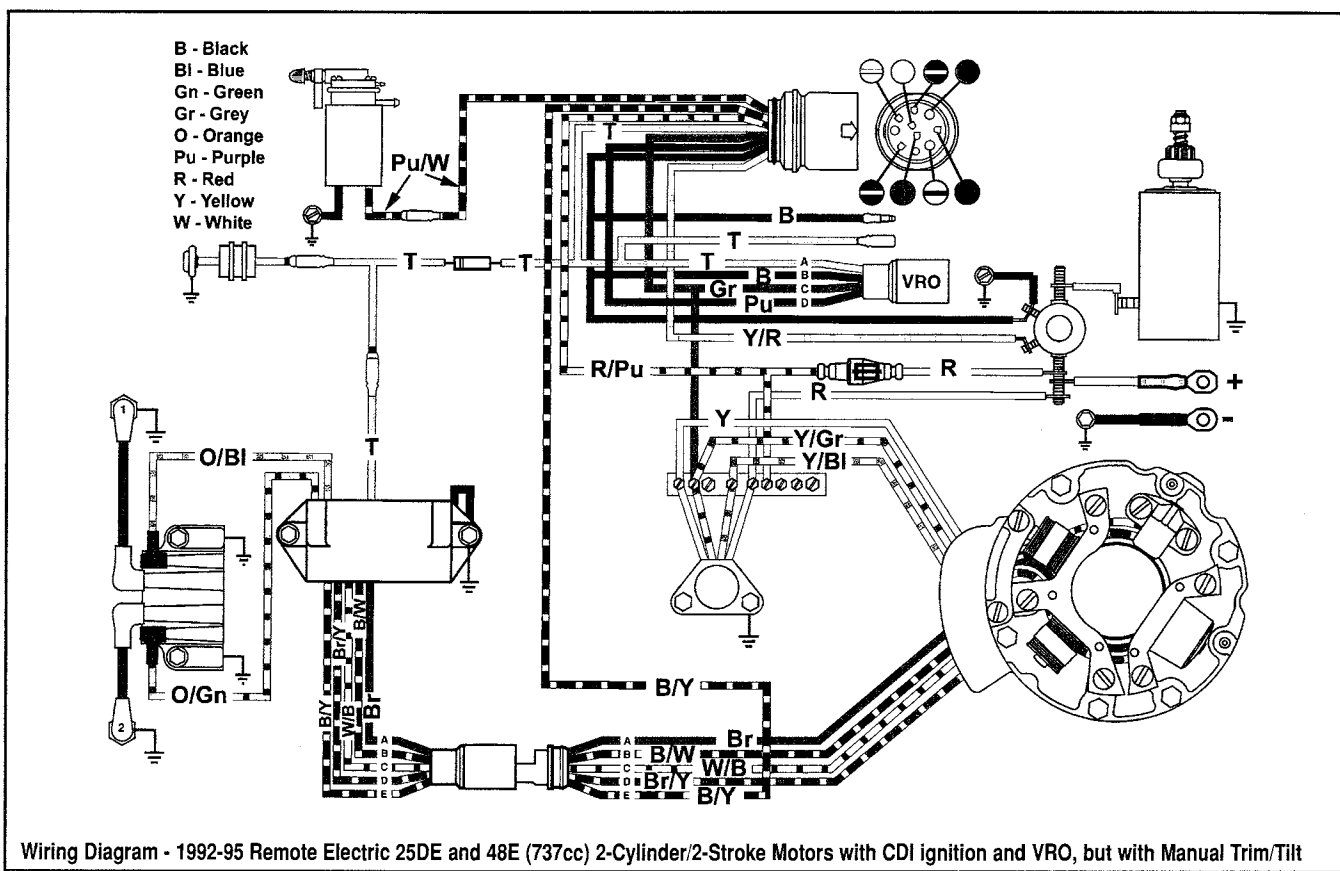 B - Black
Bl - Blue
Gn - Green
Gr - Grey
O - Orange
Pu - Purple
R - Red
Y - Yellow
W - White
Pu/W
T
B
T
T
T
T
A
B
B
Gr
C
Pu
D
VRO
Y/R
R/Pu
R
R
+
-
Y
Y/Gr
Y/Bl
T
1
O/Bl
O/Gn
2
B/Y
Br/Y
W/B
B/W
Br
B/Y
A
B
C
D
E
A
B
C
D
E
Br
B/W
W/B
Br/Y
B/Y
Wiring Diagram - 1992-95 Remote Electric 25DE and 48E (737cc) 2-Cylinder/2-Stroke Motors with CDI ignition and VRO, but with Manual Trim/Tilt